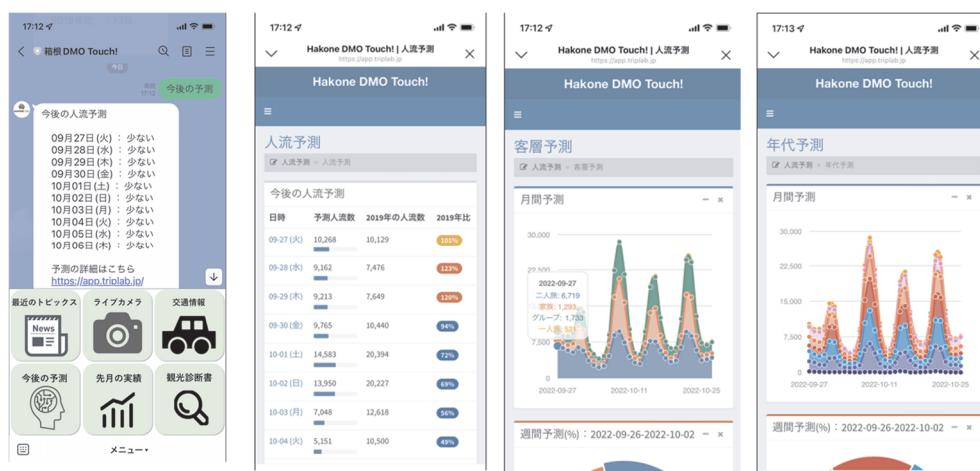 17:12
箱根DMO Touch!
今日
既読
17:12
今後の予測
今後の人流予測
09月27日(火)： 少ない
09月28日(水)： 少ない
09月29日(木)： 少ない
09月30日(金)： 少ない
10月01日(土)： 少ない
10月02日(日)： 少ない
10月03日(月)： 少ない
10月04日(火)： 少ない
10月05日(水)： 少ない
10月06日(木)： 少ない
予測の詳細はこちら
https://app.triplab.jp/
最近のトピックス
ライブカメラ
交通情報
News
今後の予測
先月の実績
観光診断書
メニュー▾
17:12
Hakone DMO Touch! | 人流予測
https://app.triplab.jp
Hakone DMO Touch!
人流予測
人流予測 » 人流予測
今後の人流予測
日時 予測人流数 2019年の人流数 2019年比
09-27 (火) 10,268 10,129 101%
09-28 (水) 9,162 7,476 123%
09-29 (木) 9,213 7,649 120%
09-30 (金) 9,765 10,440 94%
10-01 (土) 14,583 20,394 72%
10-02 (日) 13,950 20,227 69%
10-03 (月) 7,048 12,618 56%
10-04 (火) 5,151 10,500 49%
17:12
Hakone DMO Touch! | 人流予測
https://app.triplab.jp
Hakone DMO Touch!
客層予測
人流予測 » 客層予測
月間予測
30,000
22,500
7,500
0
2022-09-27
二人旅: 6,719
家族: 1,293
グループ: 1,733
一人旅: 521
2022-09-27 2022-10-11 2022-10-25
週間予測(%)：2022-09-26-2022-10-02
17:13
Hakone DMO Touch! | 人流予測
https://app.triplab.jp
Hakone DMO Touch!
年代予測
人流予測 » 年代予測
月間予測
30,000
22,500
15,000
7,500
0
2022-09-27 2022-10-11 2022-10-25
週間予測(%)：2022-09-26-2022-10-02